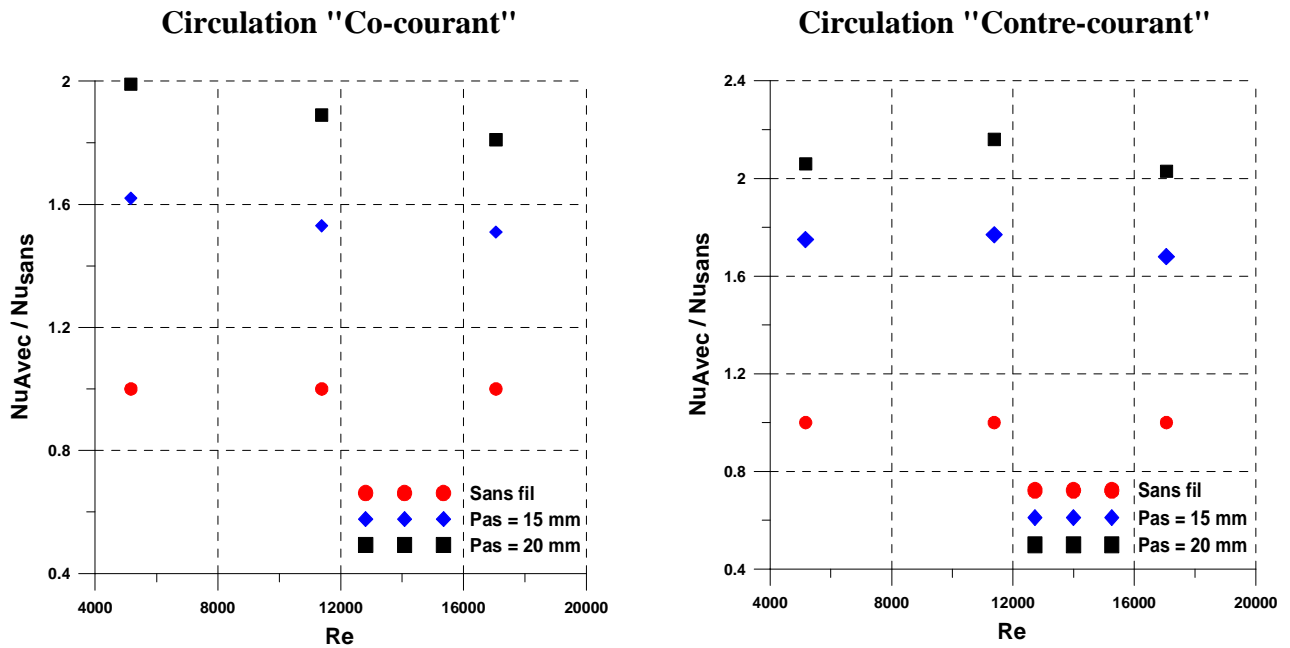 Circulation "Co-courant"
2
1.6
1.2
0.8
0.4
NuAvec / Nusans
4000 8000 12000 16000 20000
Re
Sans fil
Pas = 15 mm
Pas = 20 mm
Circulation "Contre-courant"
2.4
2
1.6
1.2
0.8
0.4
NuAvec / Nusans
4000 8000 12000 16000 20000
Re
Sans fil
Pas = 15 mm
Pas = 20 mm